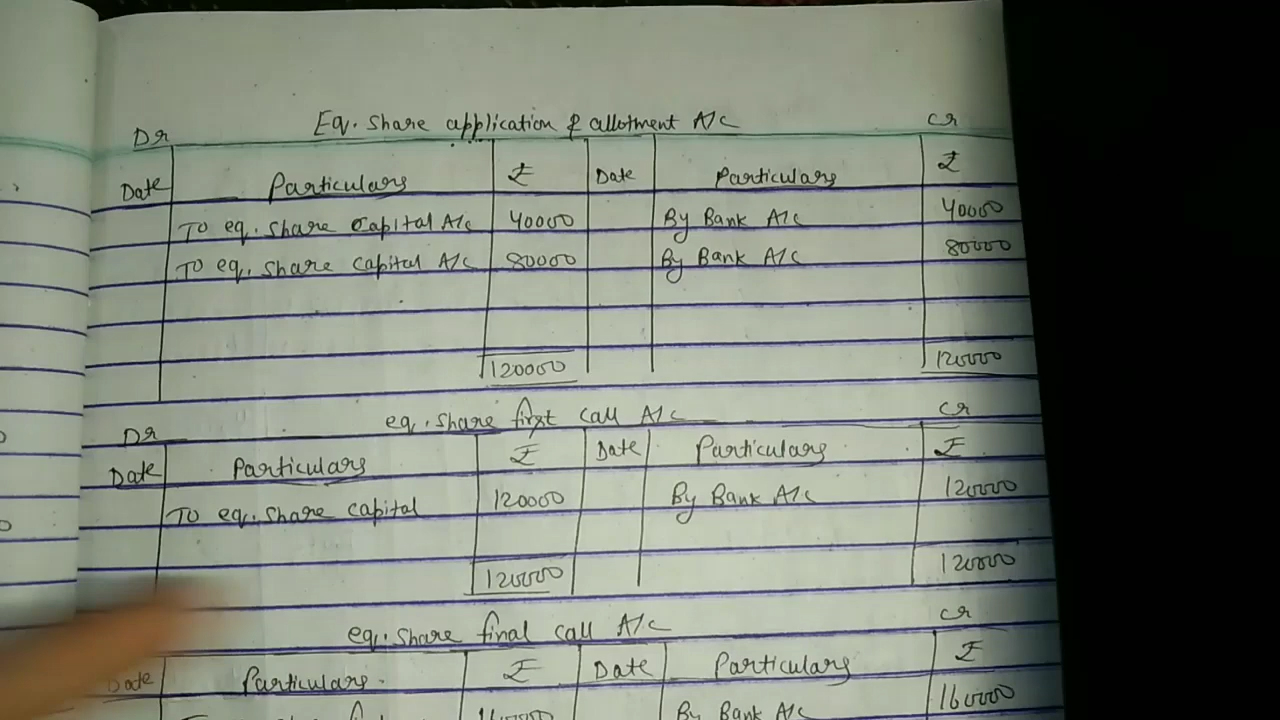 Eq. share application & allotment A/c
Dr Cr
Date Particulars ₹ Date Particulars ₹
To eq. share capital A/c 40000 By Bank A/c 40000
To eq. share capital A/c 80000 By Bank A/c 80000
120000 120000
eq. share first call A/c
Dr Cr
Date Particulars ₹ Date Particulars ₹
To eq. share capital 120000 By Bank A/c 120000
120000 120000
eq. share final call A/c
Cr
Date Particulars ₹ Date Particulars ₹
By Bank A/c 160000